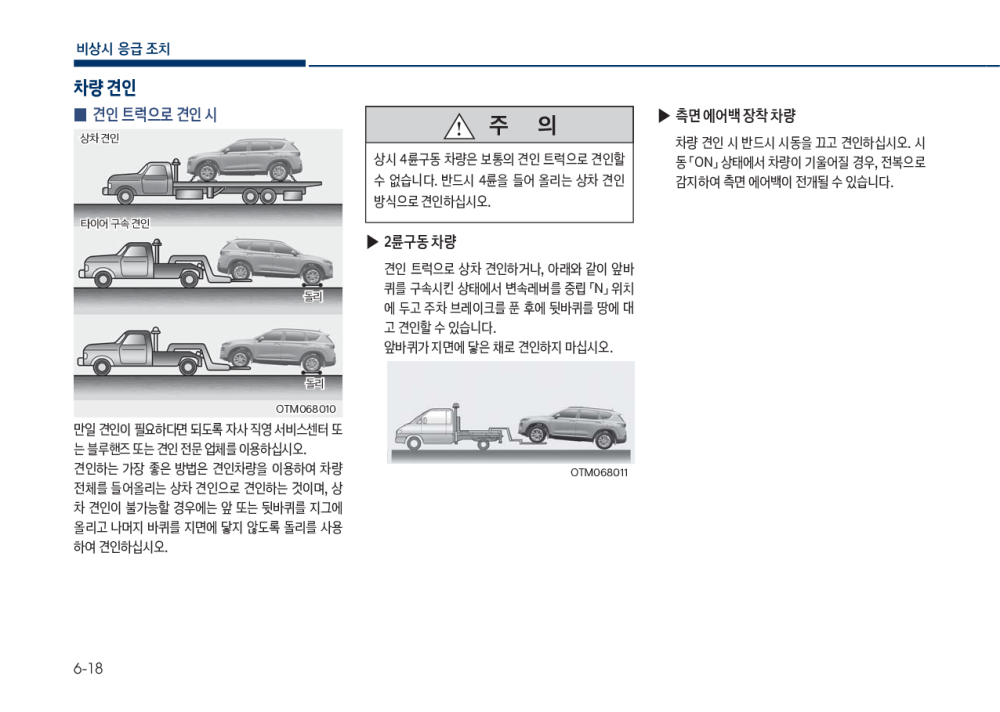 비상시 응급 조치
차량 견인
■ 견인 트럭으로 견인 시
상차 견인
타이어 구속 견인
돌리
돌리
OTM068010
만일 견인이 필요하다면 되도록 자사 직영 서비스센터 또
는 블루핸즈 또는 견인 전문 업체를 이용하십시오.
견인하는 가장 좋은 방법은 견인차량을 이용하여 차량
전체를 들어올리는 상차 견인으로 견인하는 것이며, 상
차 견인이 불가능할 경우에는 앞 또는 뒷바퀴를 지그에
올리고 나머지 바퀴를 지면에 닿지 않도록 돌리를 사용
하여 견인하십시오.
주 의
상시 4륜구동 차량은 보통의 견인 트럭으로 견인할
수 없습니다. 반드시 4륜을 들어 올리는 상차 견인
방식으로 견인하십시오.
▶ 2륜구동 차량
견인 트럭으로 상차 견인하거나, 아래와 같이 앞바
퀴를 구속시킨 상태에서 변속레버를 중립 「N」 위치
에 두고 주차 브레이크를 푼 후에 뒷바퀴를 땅에 대
고 견인할 수 있습니다.
앞바퀴가 지면에 닿은 채로 견인하지 마십시오.
OTM068011
▶ 측면 에어백 장착 차량
차량 견인 시 반드시 시동을 끄고 견인하십시오. 시
동 「ON」 상태에서 차량이 기울어질 경우, 전복으로
감지하여 측면 에어백이 전개될 수 있습니다.
6-18